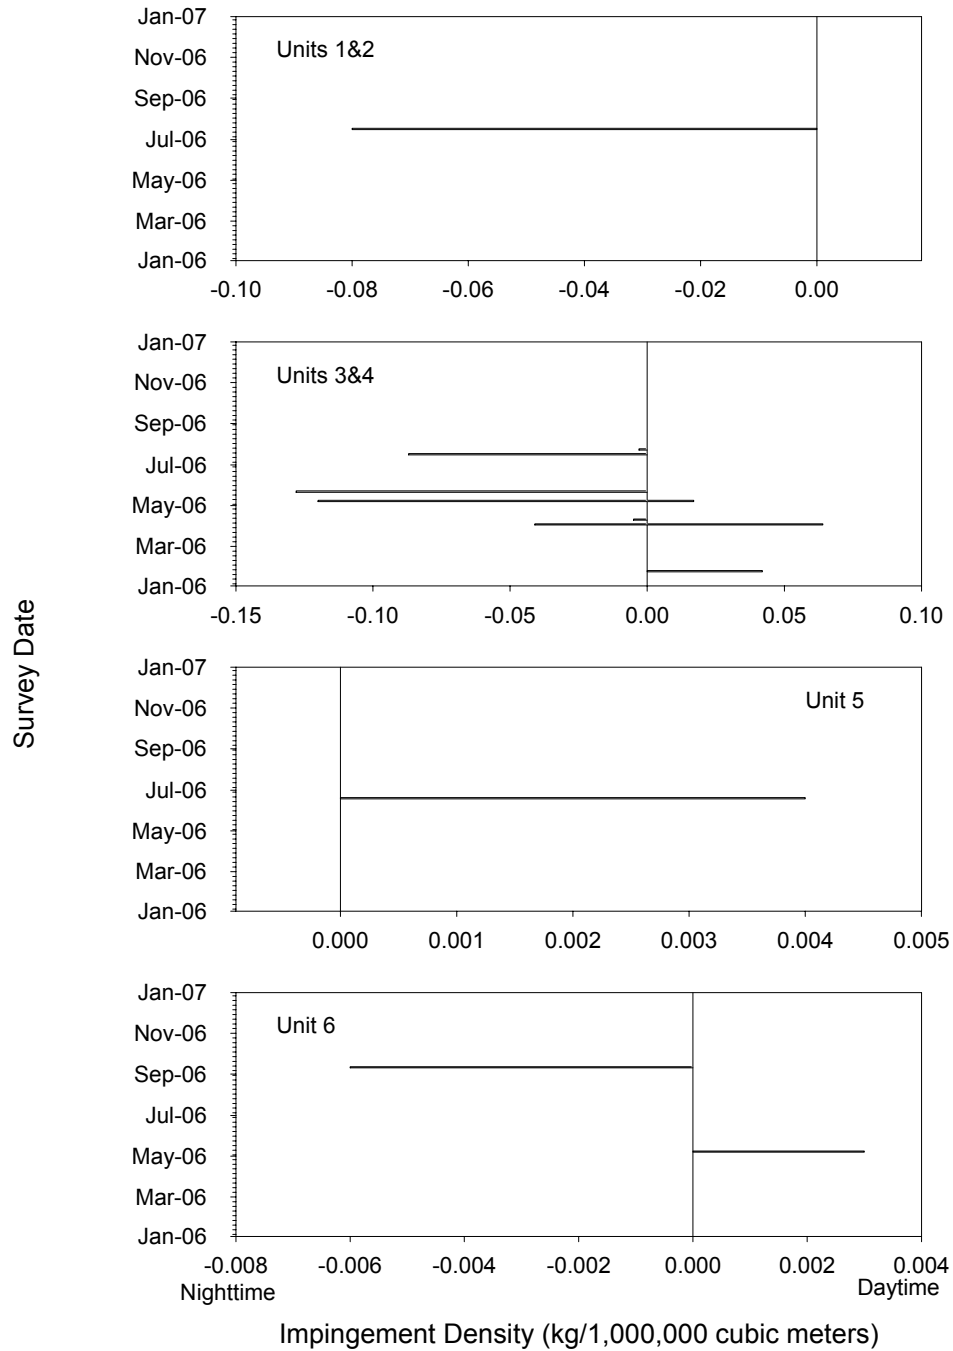 Jan-07
Nov-06
Sep-06
Jul-06
May-06
Mar-06
Jan-06
Units 1&2
-0.10 -0.08 -0.06 -0.04 -0.02 0.00
Jan-07
Nov-06
Sep-06
Jul-06
May-06
Mar-06
Jan-06
Units 3&4
-0.15 -0.10 -0.05 0.00 0.05 0.10
Survey Date
Jan-07
Nov-06
Sep-06
Jul-06
May-06
Mar-06
Jan-06
Unit 5
0.000 0.001 0.002 0.003 0.004 0.005
Jan-07
Nov-06
Sep-06
Jul-06
May-06
Mar-06
Jan-06
Unit 6
-0.008 -0.006 -0.004 -0.002 0.000 0.002 0.004
Nighttime Daytime
Impingement Density (kg/1,000,000 cubic meters)